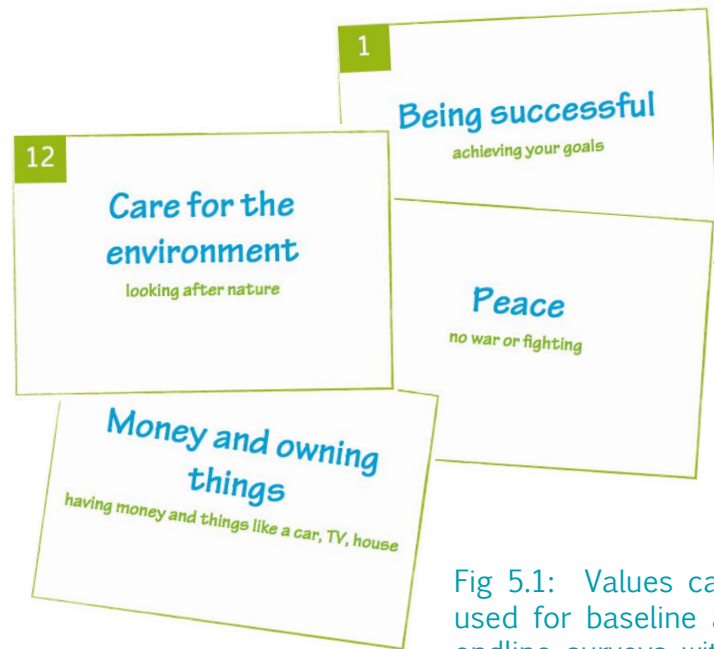 1
Being successful
achieving your goals
12
Care for the
environment
looking after nature
Peace
no war or fighting
Money and owning
things
having money and things like a car, TV, house
Fig 5.1: Values
used for baseline
endline surveys